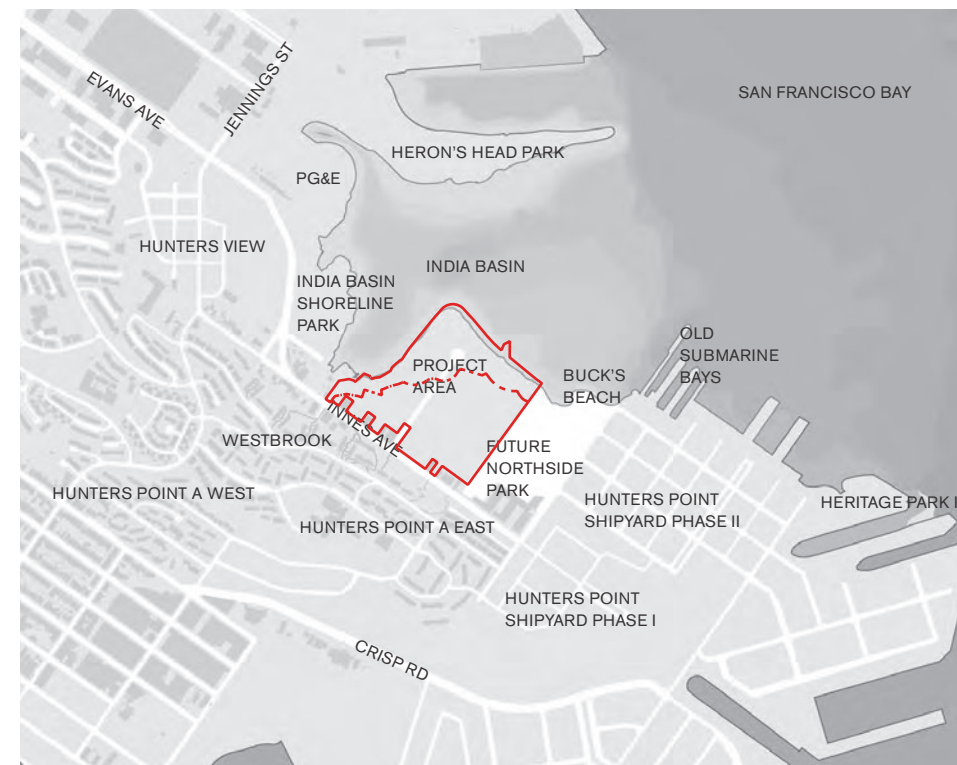 JENNINGS ST
EVANS AVE
SAN FRANCISCO BAY
HERON'S HEAD PARK
PG&E
HUNTERS VIEW
INDIA BASIN
INDIA BASIN
SHORELINE
PARK
OLD
SUBMARINE
BAYS
PROJECT
AREA
BUCK'S
BEACH
INNES AVE
WESTBROOK
FUTURE
NORTHSIDE
PARK
HUNTERS POINT A WEST
HUNTERS POINT
SHIPYARD PHASE II
HERITAGE PARK
HUNTERS POINT A EAST
HUNTERS POINT
SHIPYARD PHASE I
CRISP RD